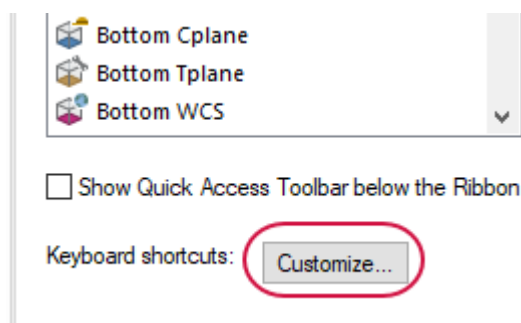 Bottom Cplane
Bottom Tplane
Bottom WCS
Show Quick Access Toolbar below the Ribbon
Keyboard shortcuts: Customize...